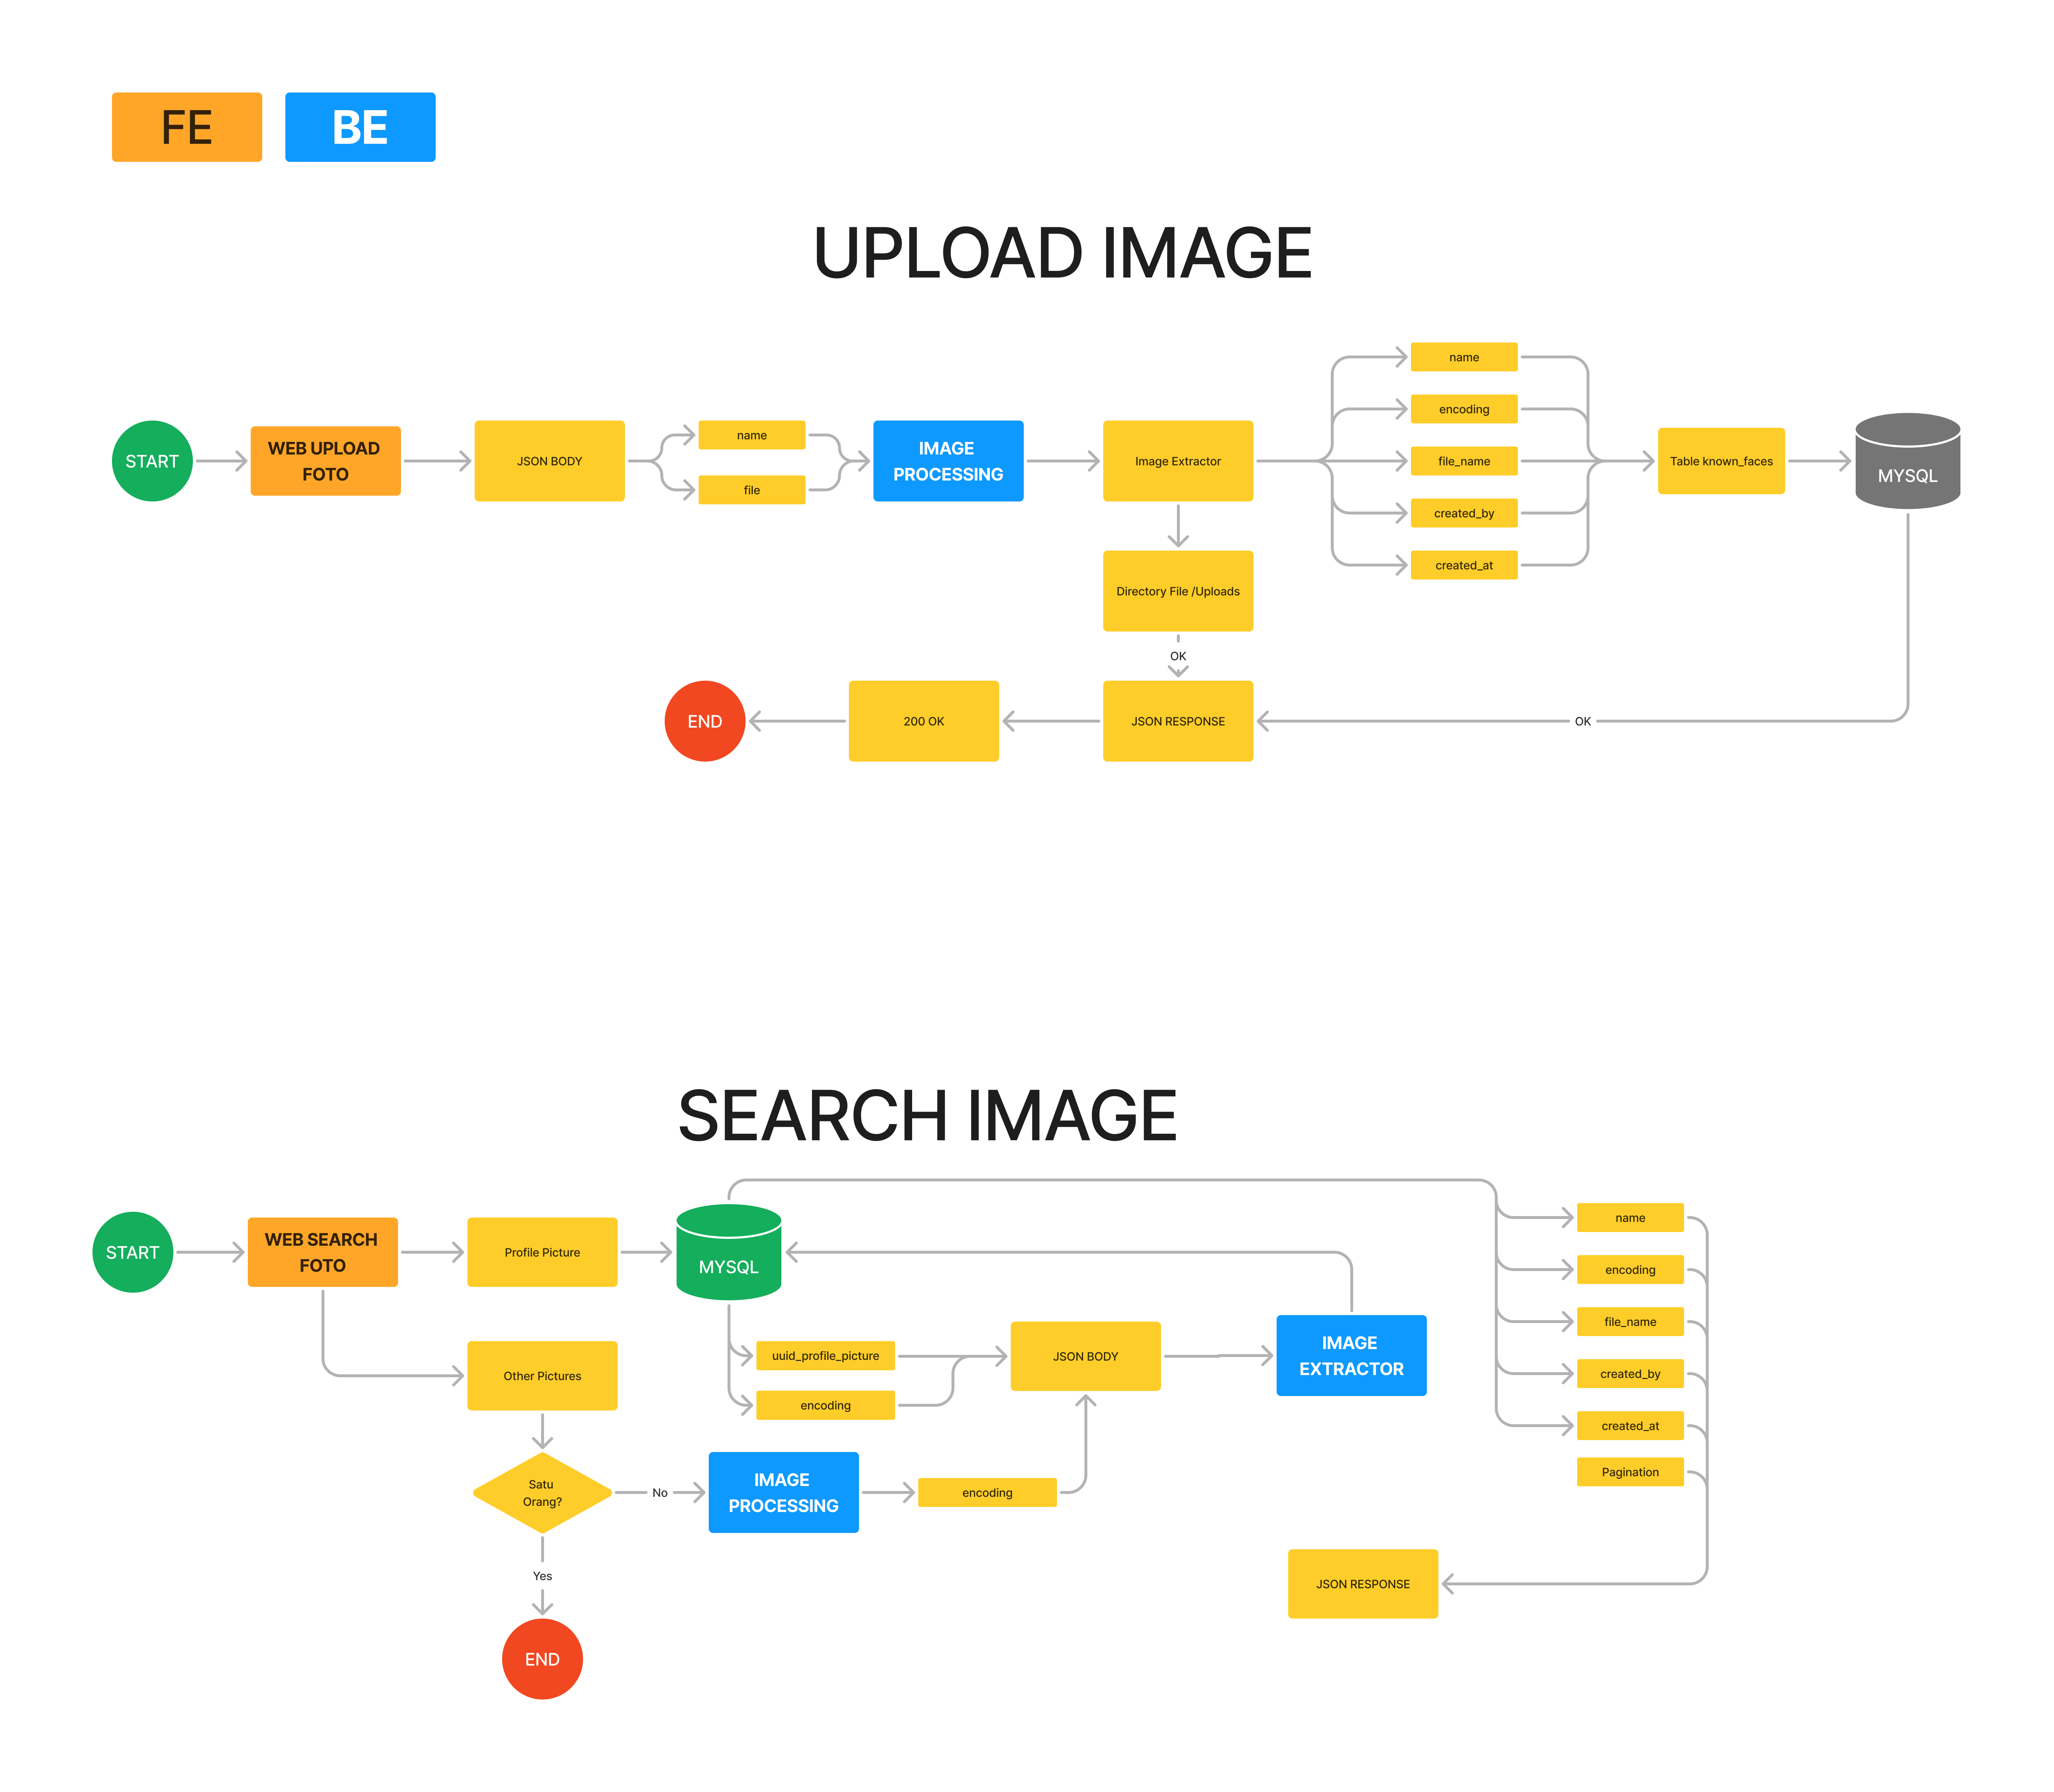 FE
BE
UPLOAD IMAGE
START
WEB UPLOAD
FOTO
JSON BODY
name
file
IMAGE
PROCESSING
Image Extractor
name
encoding
file_name
created_by
created_at
Table known_faces
MYSQL
Directory File /Uploads
OK
END
200 OK
JSON RESPONSE
OK
SEARCH IMAGE
START
WEB SEARCH
FOTO
Profile Picture
MYSQL
name
encoding
file_name
created_by
created_at
Pagination
uuid_profile_picture
encoding
JSON BODY
IMAGE
EXTRACTOR
Other Pictures
Satu
Orang?
No
IMAGE
PROCESSING
encoding
Yes
END
JSON RESPONSE